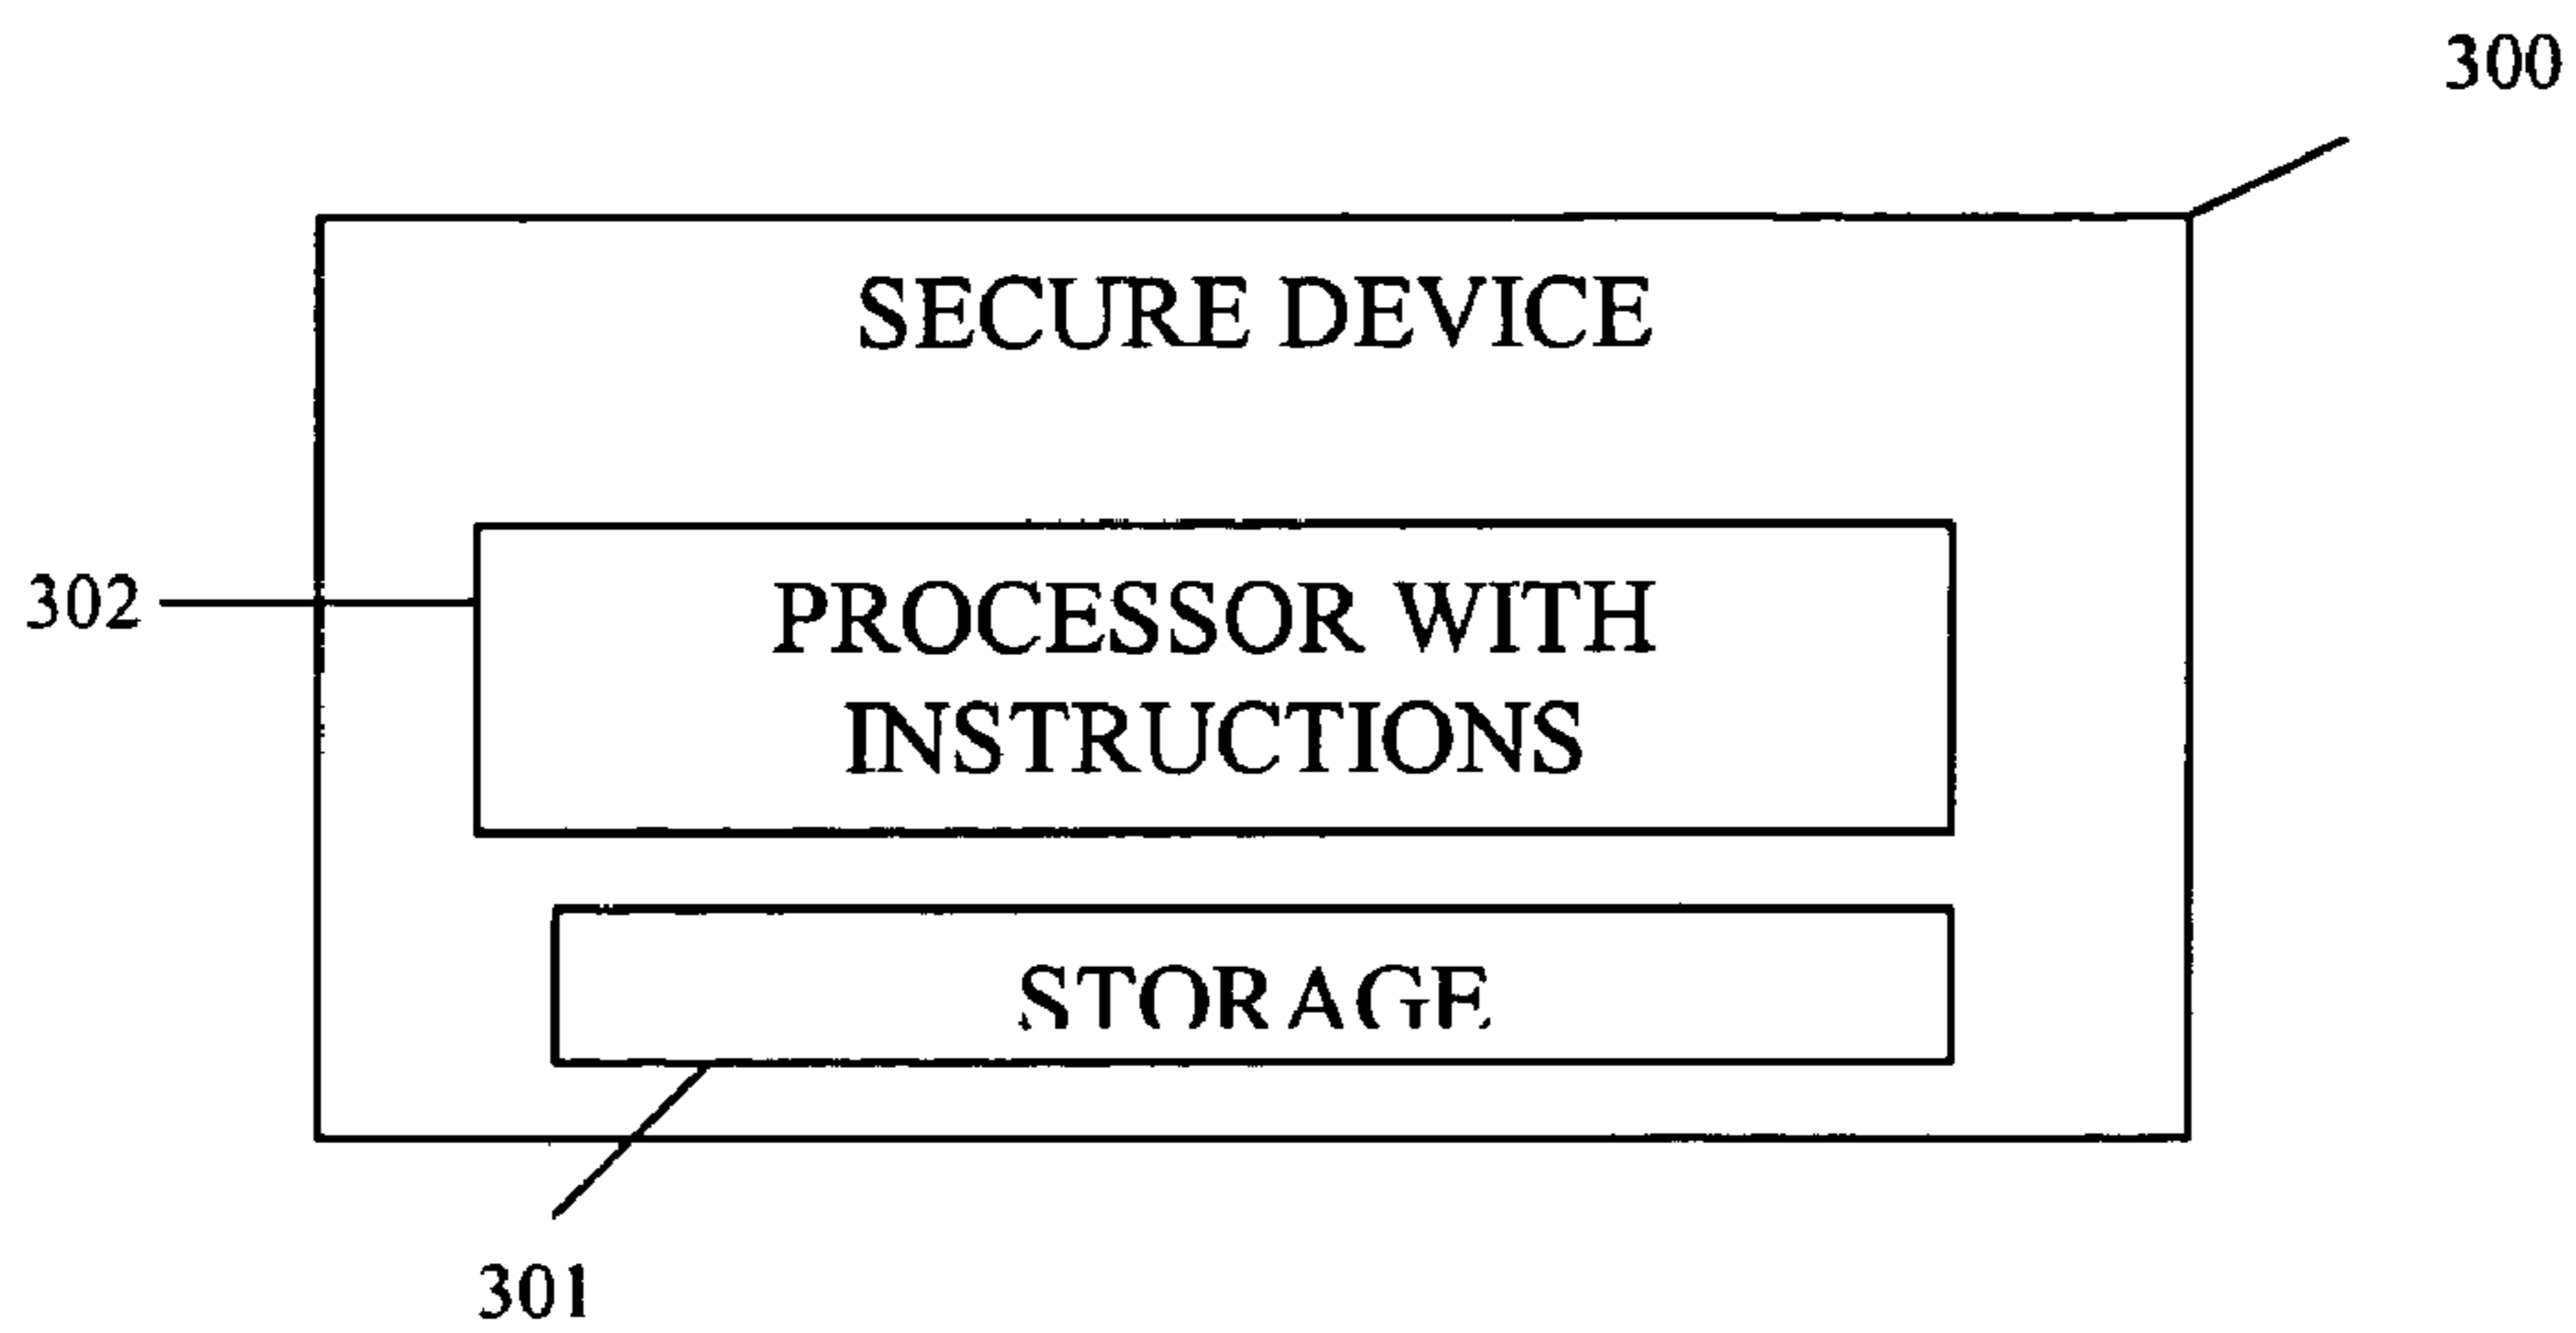 300
SECURE DEVICE
302
PROCESSOR WITH
INSTRUCTIONS
STORAGE
301